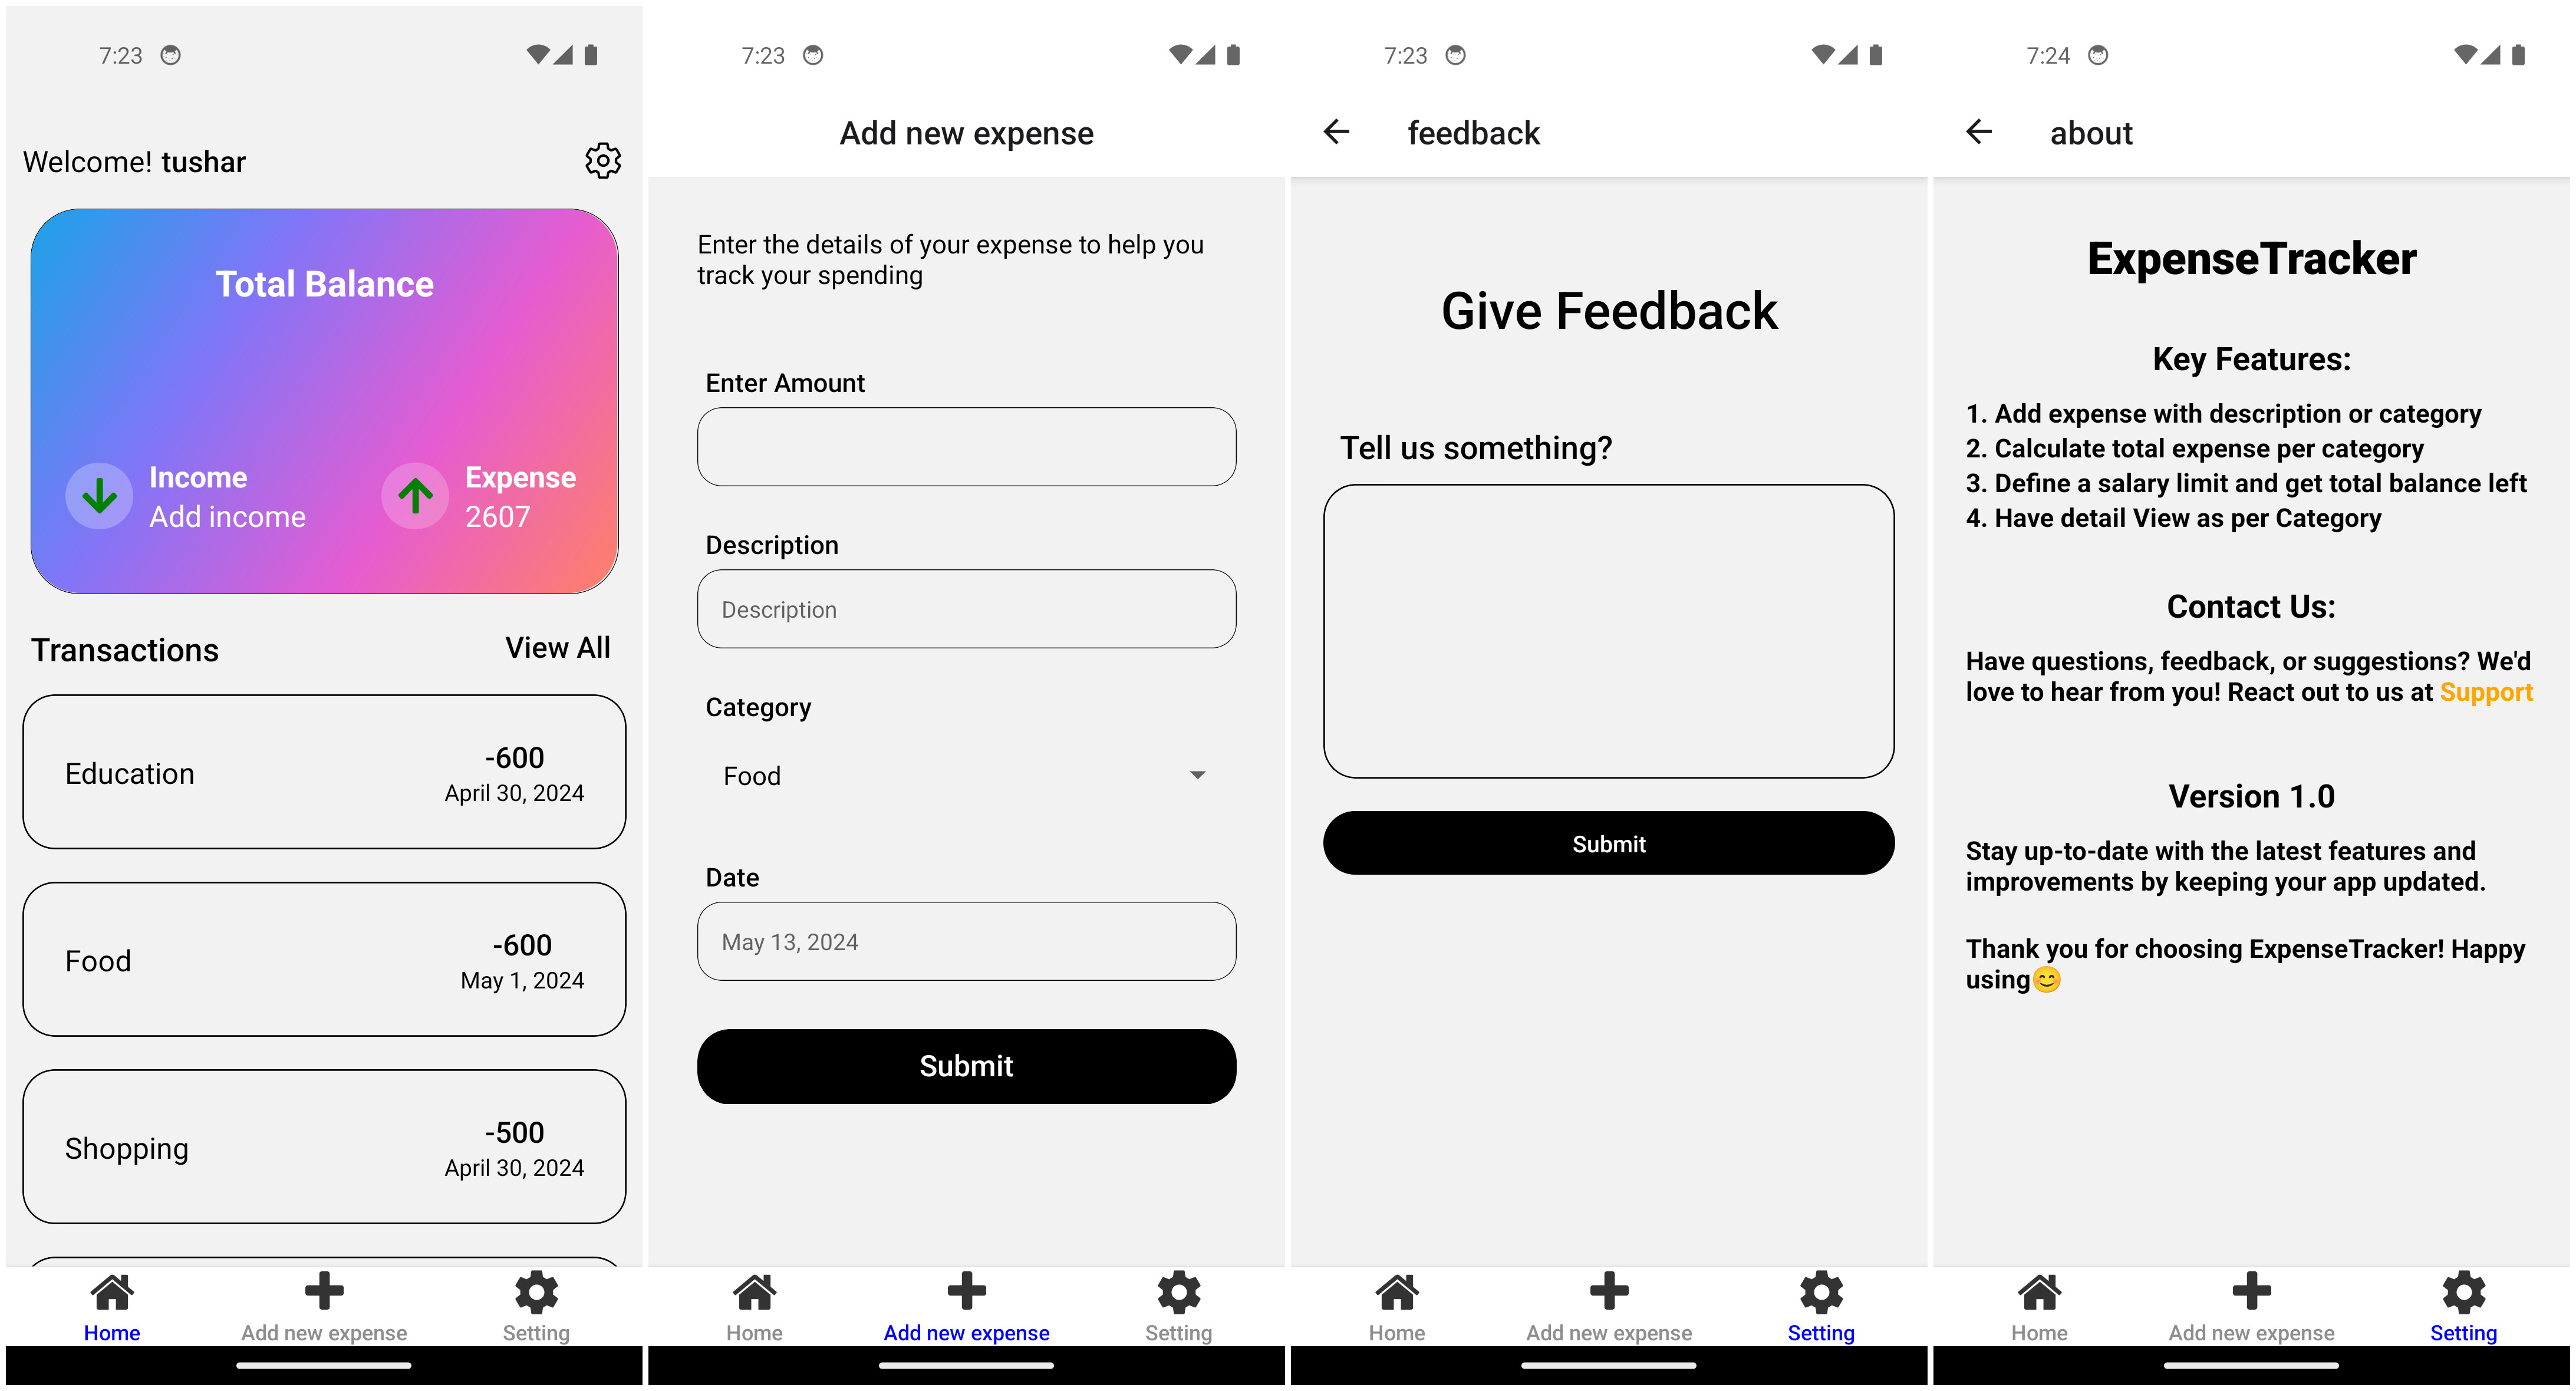 7:23
Welcome! tushar
Total Balance
Income
Add income
Expense
2607
Transactions
View All
Education
-600
April 30, 2024
Food
-600
May 1, 2024
Shopping
-500
April 30, 2024
Home
Add new expense
Setting
7:23
Add new expense
Enter the details of your expense to help you
track your spending
Enter Amount
Description
Description
Category
Food
Date
May 13, 2024
Submit
Home
Add new expense
Setting
7:23
feedback
Give Feedback
Tell us something?
Submit
Home
Add new expense
Setting
7:24
about
ExpenseTracker
Key Features:
1. Add expense with description or category
2. Calculate total expense per category
3. Define a salary limit and get total balance left
4. Have detail View as per Category
Contact Us:
Have questions, feedback, or suggestions? We'd
love to hear from you! React out to us at Support
Version 1.0
Stay up-to-date with the latest features and
improvements by keeping your app updated.
Thank you for choosing ExpenseTracker! Happy
using😊
Home
Add new expense
Setting